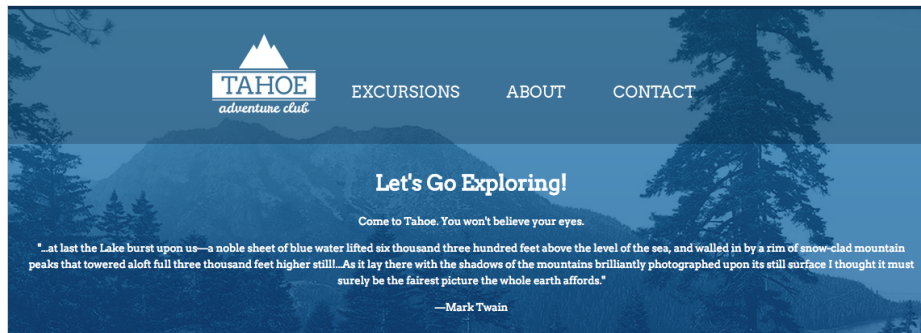 TAHOE
adventure club
EXCURSIONS ABOUT CONTACT
Let's Go Exploring!
Come to Tahoe. You won't believe your eyes.
"...at last the Lake burst upon us—a noble sheet of blue water lifted six thousand three hundred feet above the level of the sea, and walled in by a rim of snow-clad mountain
peaks that towered aloft full three thousand feet higher still!...As it lay there with the shadows of the mountains brilliantly photographed upon its still surface I thought it must
surely be the fairest picture the whole earth affords."
—Mark Twain